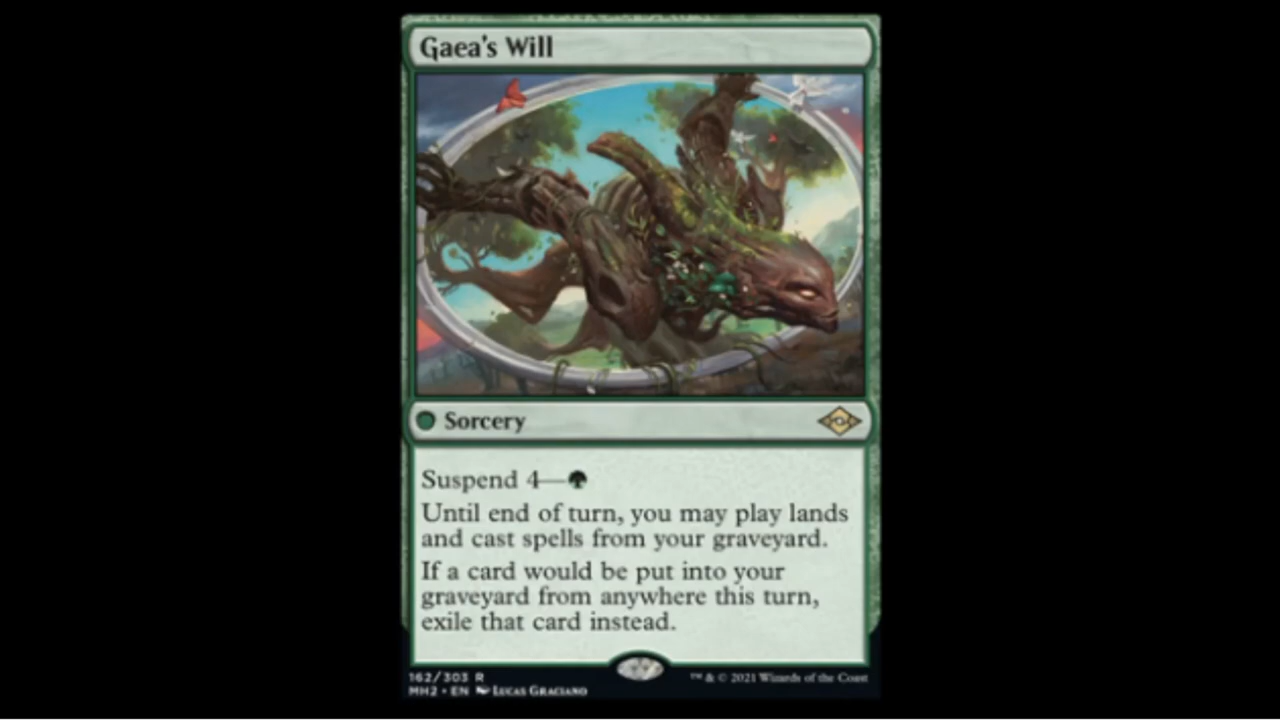 Gaea's Will
Sorcery
Suspend 4—
Until end of turn, you may play lands
and cast spells from your graveyard.
If a card would be put into your
graveyard from anywhere this turn,
exile that card instead.
162/303 R
MH2 • EN Lucas Graciano
™ & © 2021 Wizards of the Coast